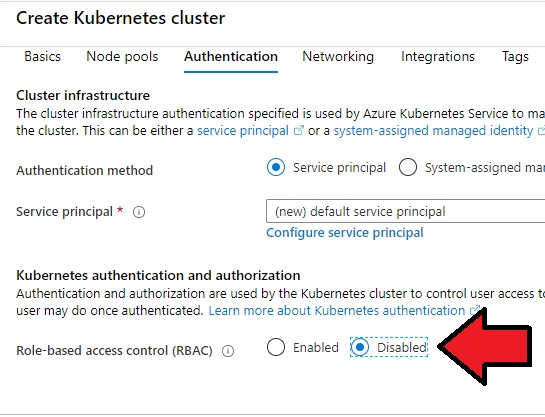 Create Kubernetes cluster
Basics Node pools Authentication Networking Integrations Tags
Cluster infrastructure
The cluster infrastructure authentication specified is used by Azure Kubernetes Service to ma
the cluster. This can be either a service principal or a system-assigned managed identity
Authentication method Service principal System-assigned man
Service principal * (new) default service principal
Configure service principal
Kubernetes authentication and authorization
Authentication and authorization are used by the Kubernetes cluster to control user access to
user may do once authenticated. Learn more about Kubernetes authentication
Role-based access control (RBAC) Enabled Disabled